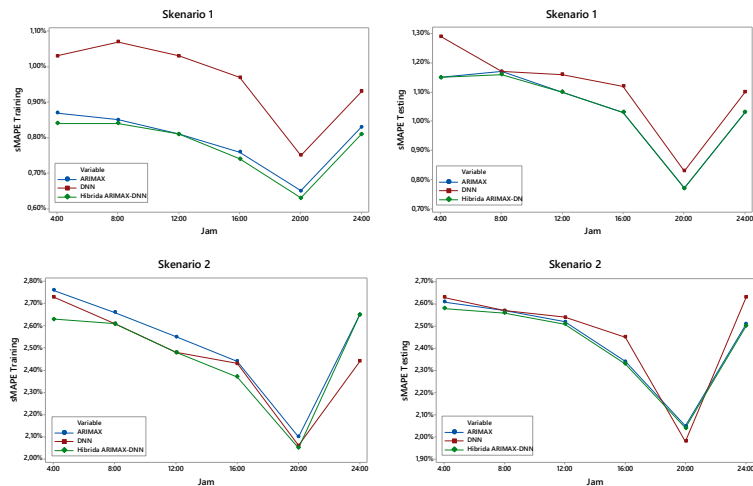 Skenario 1
sMAPE Training
1,10%
1,00%
0,90%
0,80%
0,70%
0,60%
Variable
ARIMAX
DNN
Hibrida ARIMAX-DNN
4:00
8:00
12:00
16:00
20:00
24:00
Jam
Skenario 1
sMAPE Testing
1,30%
1,20%
1,10%
1,00%
0,90%
0,80%
0,70%
Variable
ARIMAX
DNN
Hibrida ARIMAX-DN
4:00
8:00
12:00
16:00
20:00
24:00
Jam
Skenario 2
sMAPE Training
2,80%
2,70%
2,60%
2,50%
2,40%
2,30%
2,20%
2,10%
2,00%
Variable
ARIMAX
DNN
Hibrida ARIMAX-DNN
4:00
8:00
12:00
16:00
20:00
24:00
Jam
Skenario 2
sMAPE Testing
2,70%
2,60%
2,50%
2,40%
2,30%
2,20%
2,10%
2,00%
1,90%
Variable
ARIMAX
DNN
Hibrida ARIMAX-DNN
4:00
8:00
12:00
16:00
20:00
24:00
Jam